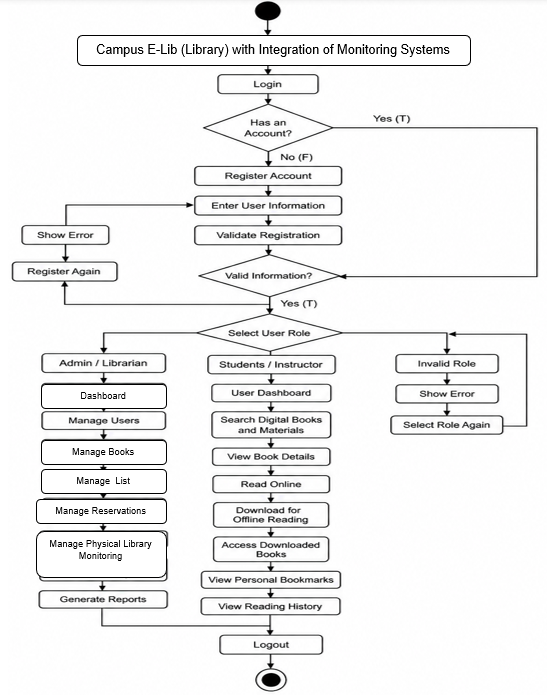 Campus E-Lib (Library) with Integration of Monitoring Systems
Login
Has an
Account?
Yes (T)
No (F)
Register Account
Enter User Information
Show Error
Validate Registration
Register Again
Valid Information?
Yes (T)
Select User Role
Admin / Librarian
Students / Instructor
Invalid Role
Dashboard
User Dashboard
Show Error
Manage Users
Search Digital Books
and Materials
Select Role Again
Manage Books
View Book Details
Manage List
Read Online
Manage Reservations
Download for
Offline Reading
Manage Physical Library
Monitoring
Access Downloaded
Books
View Personal Bookmarks
Generate Reports
View Reading History
Logout